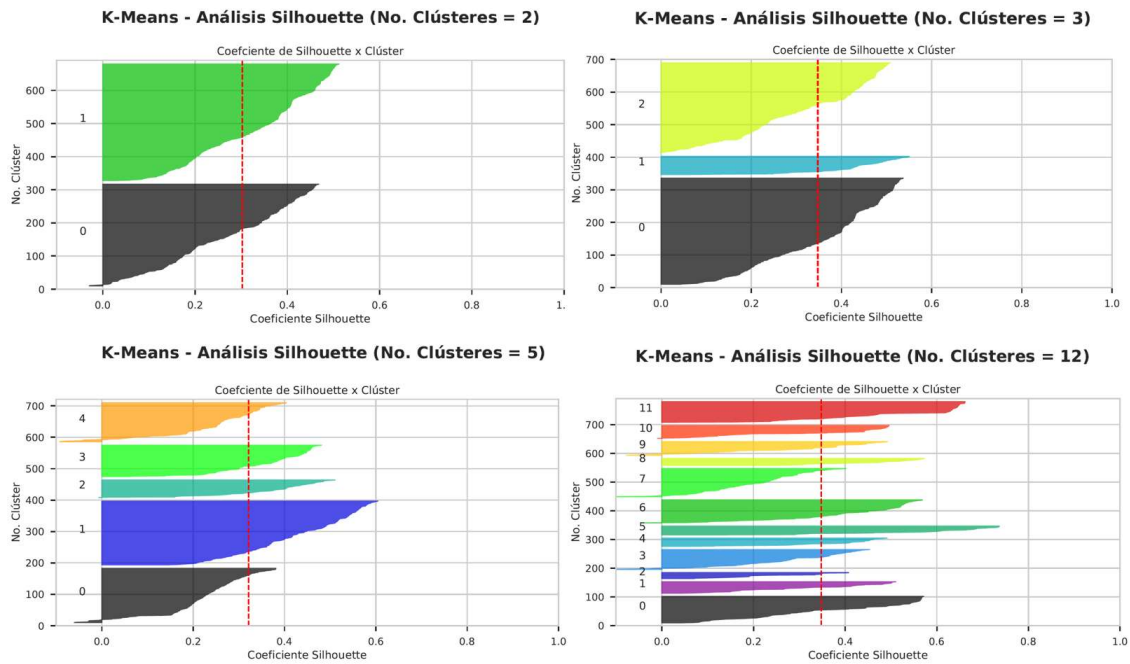 K-Means - Análisis Silhouette (No. Clústeres = 2)
Coefciente de Silhouette x Clúster
No. Clúster
600
500
400
300
200
100
0
1
0
0.0 0.2 0.4 0.6 0.8 1.
Coeficiente Silhouette
K-Means - Análisis Silhouette (No. Clústeres = 3)
Coefciente de Silhouette x Clúster
No. Clúster
700
600
500
400
300
200
100
0
2
1
0
0.0 0.2 0.4 0.6 0.8 1.0
Coeficiente Silhouette
K-Means - Análisis Silhouette (No. Clústeres = 5)
Coefciente de Silhouette x Clúster
No. Clúster
700
600
500
400
300
200
100
0
4
3
2
1
0
0.0 0.2 0.4 0.6 0.8 1.0
Coeficiente Silhouette
K-Means - Análisis Silhouette (No. Clústeres = 12)
Coefciente de Silhouette x Clúster
No. Clúster
700
600
500
400
300
200
100
0
11
10
9
8
7
6
5
4
3
2
1
0
0.0 0.2 0.4 0.6 0.8 1.0
Coeficiente Silhouette